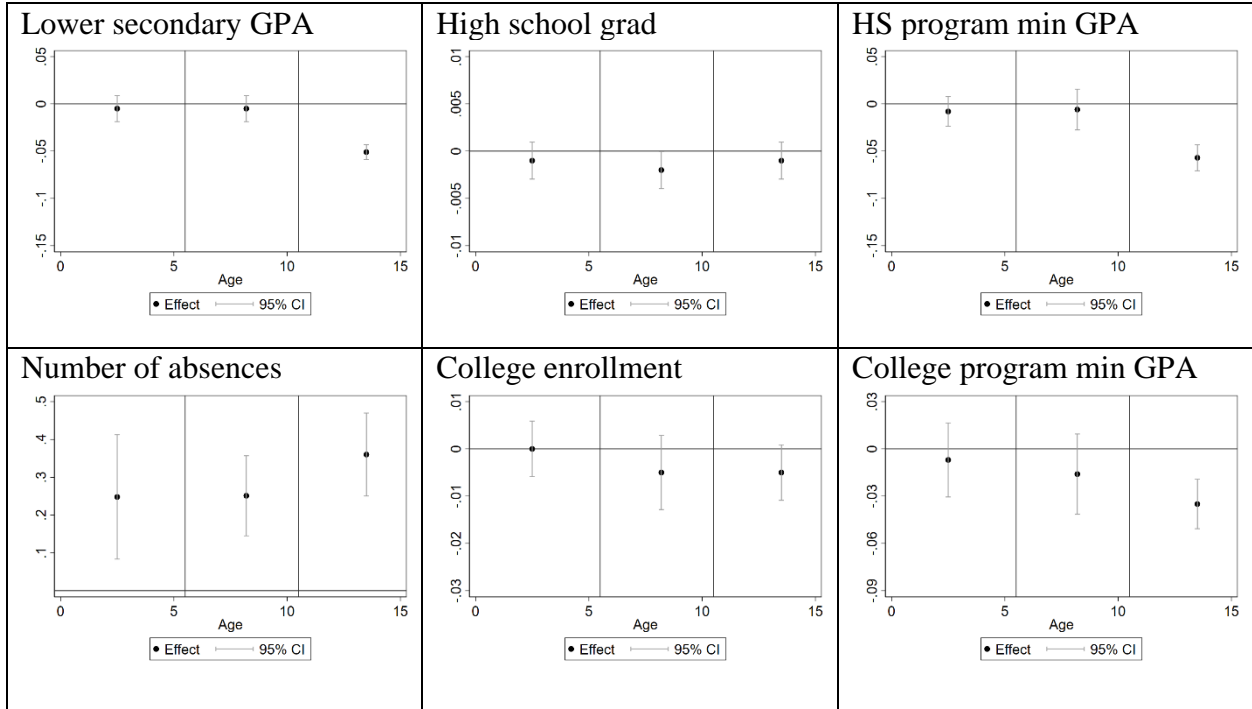 Lower secondary GPA
.05
0
-.05
-.1
-.15
0 5 10 15
Age
Effect 95% CI
High school grad
.01
.005
0
-.005
-.01
0 5 10 15
Age
Effect 95% CI
HS program min GPA
.05
0
-.05
-.1
-.15
0 5 10 15
Age
Effect 95% CI
Number of absences
.5
.4
.3
.2
.1
0 5 10 15
Age
Effect 95% CI
College enrollment
.01
0
-.01
-.02
-.03
0 5 10 15
Age
Effect 95% CI
College program min GPA
.03
0
-.03
-.06
-.09
0 5 10 15
Age
Effect 95% CI